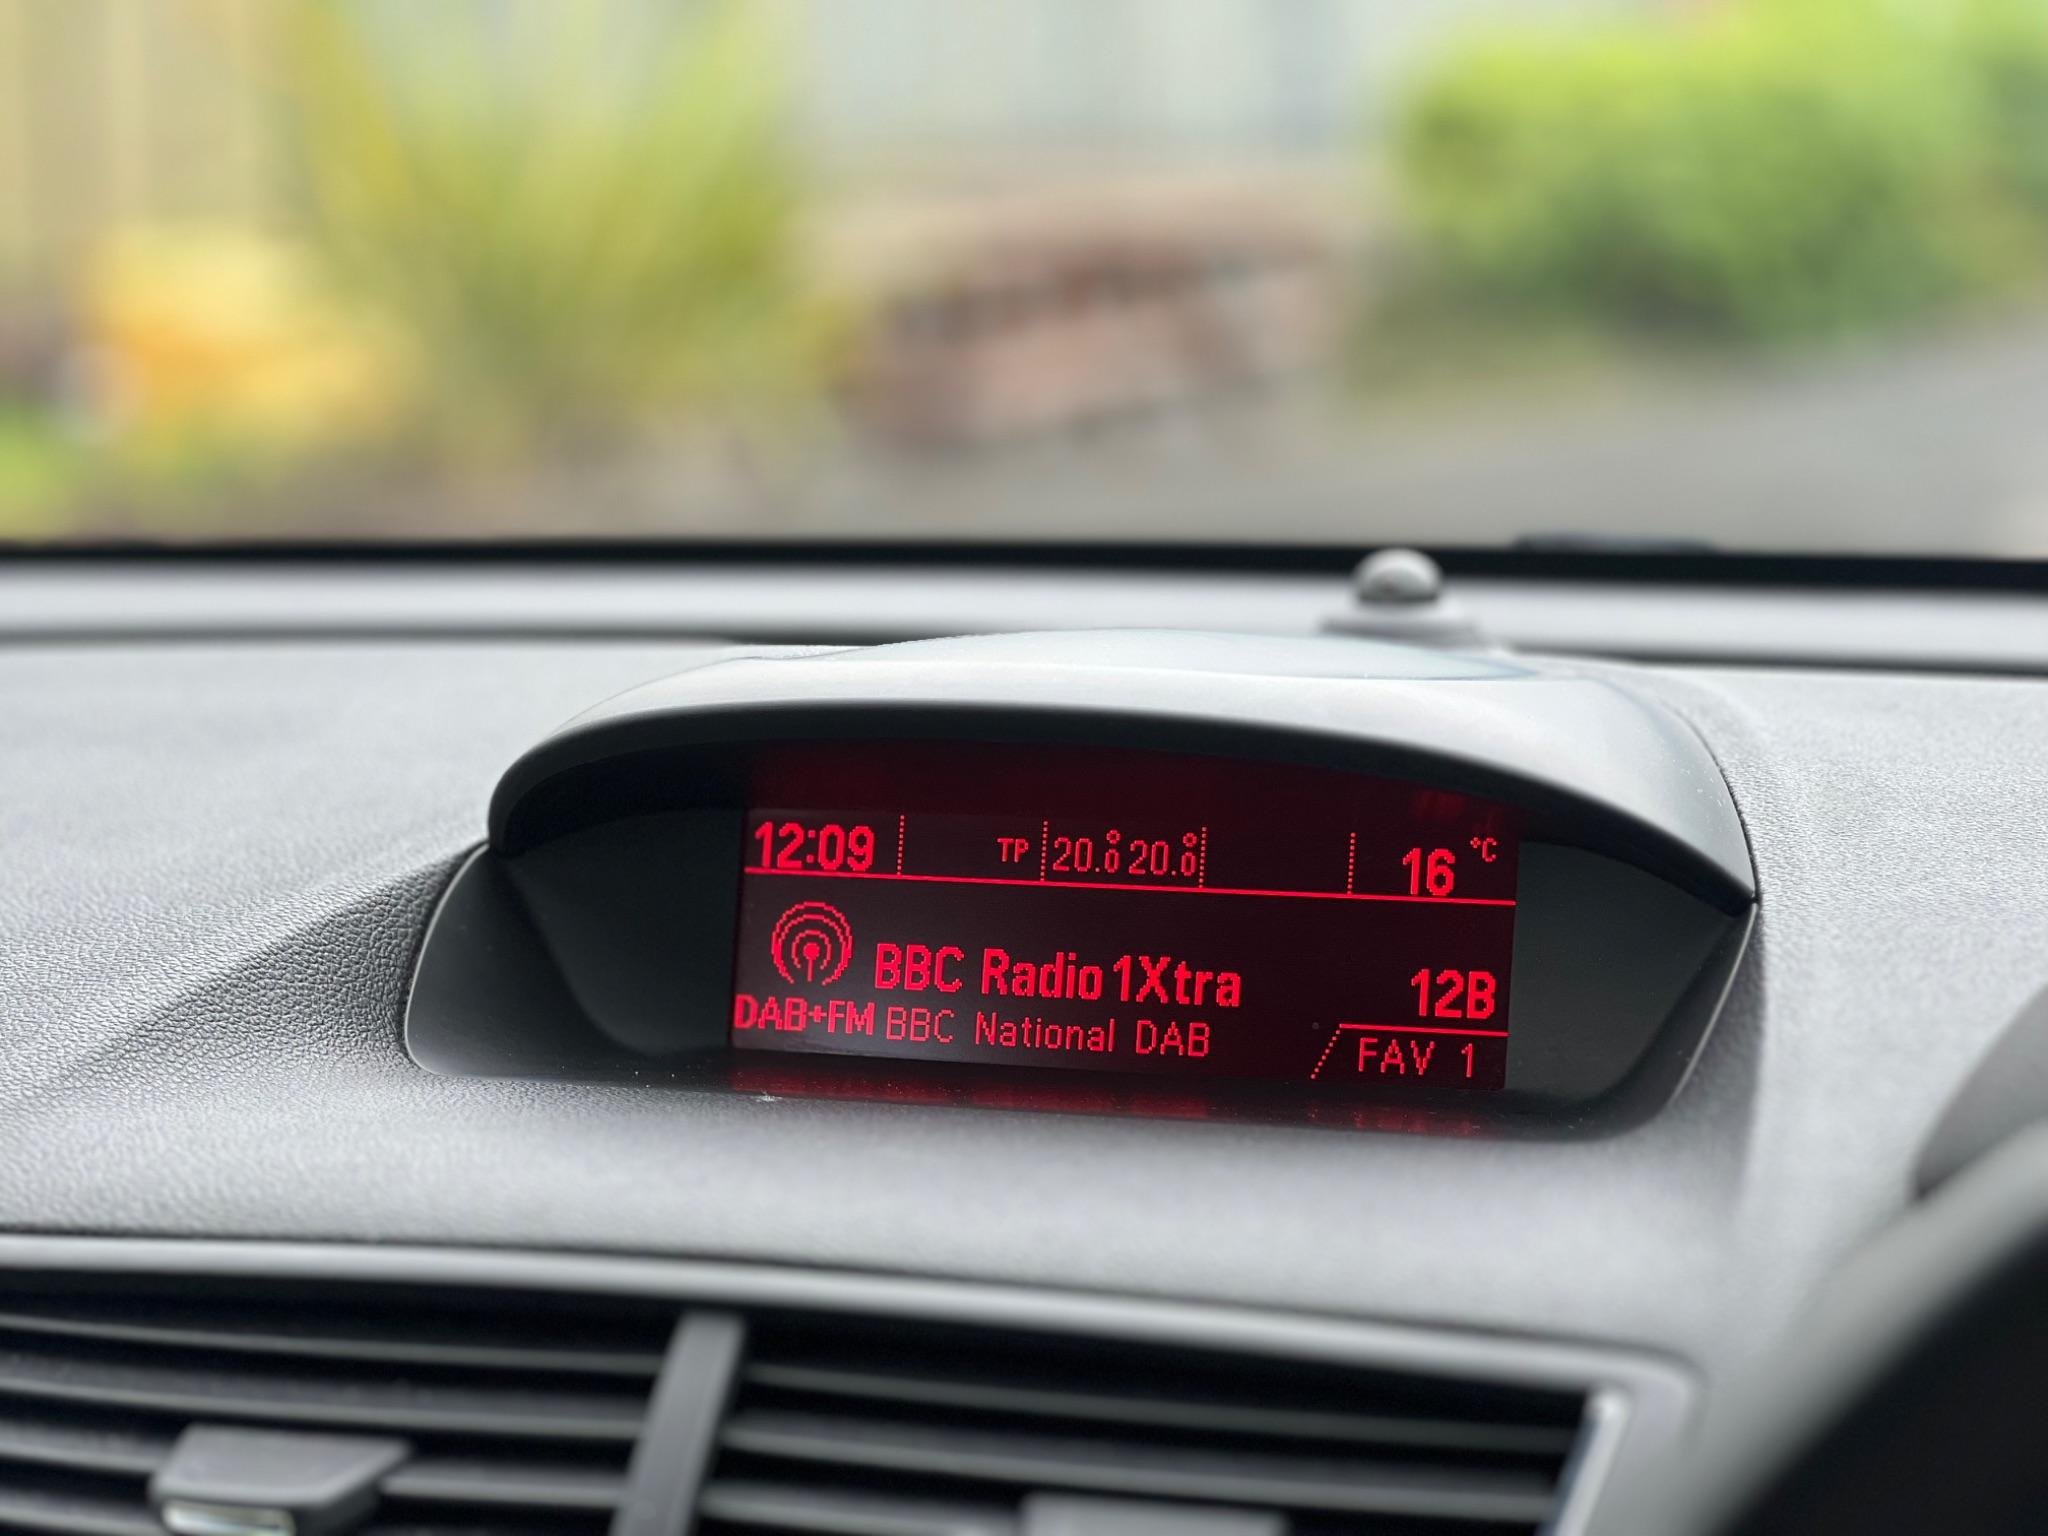 12:09 TP 20.0° 20.0° 16 °C
BBC Radio 1Xtra 12B
DAB+FM BBC National DAB FAV 1